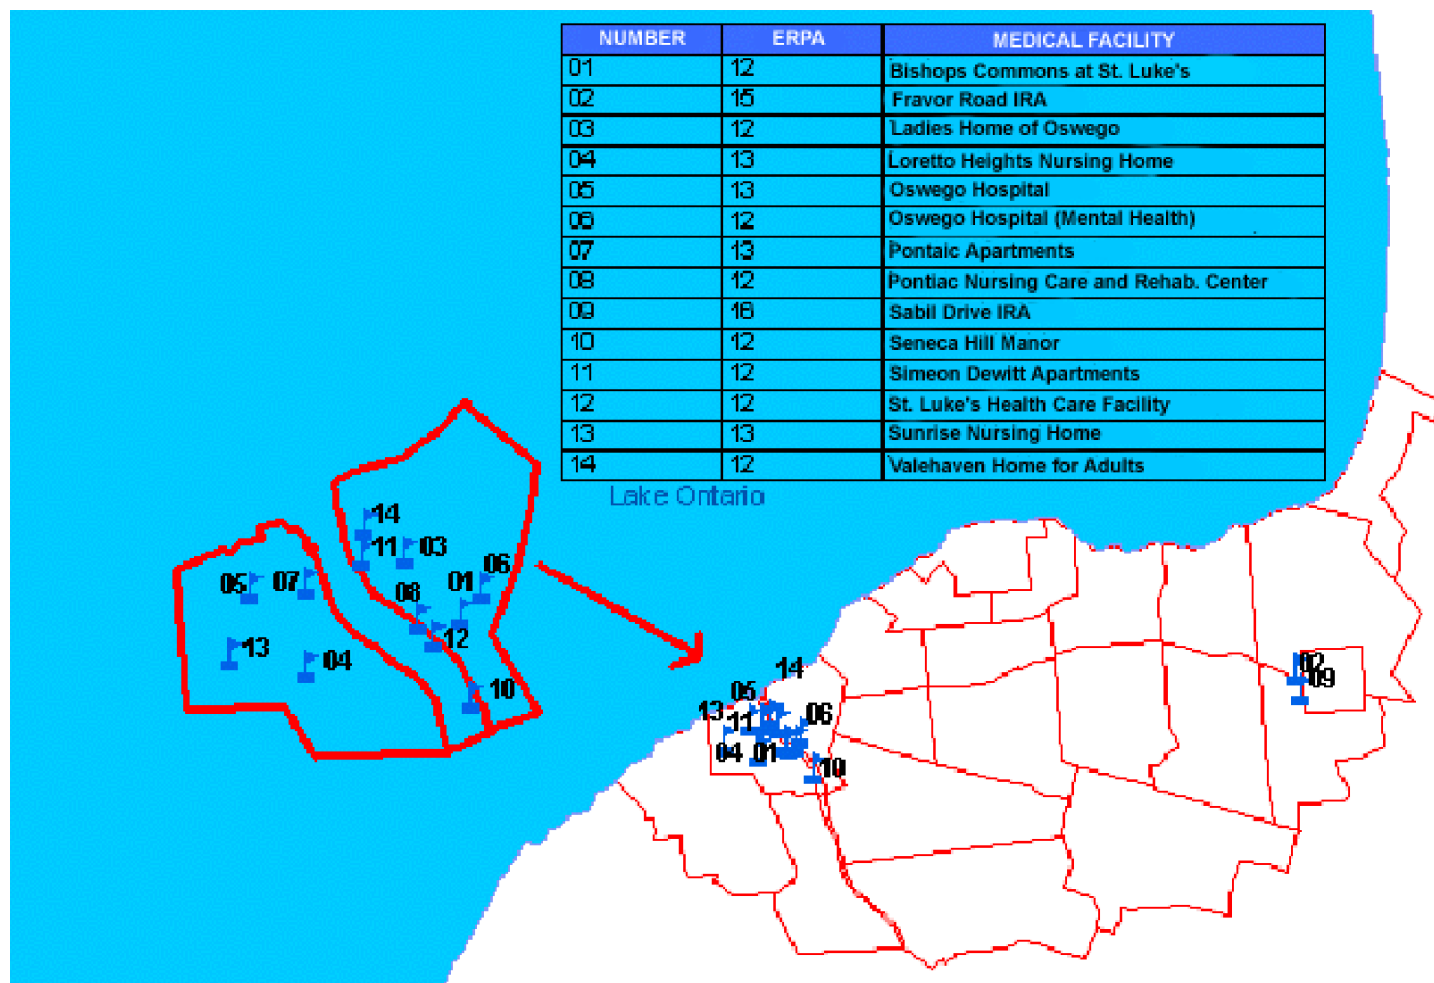 NUMBER ERPA MEDICAL FACILITY
01 12 Bishops Commons at St. Luke's
02 15 Fravor Road IRA
03 12 Ladies Home of Oswego
04 13 Loretto Heights Nursing Home
05 13 Oswego Hospital
06 12 Oswego Hospital (Mental Health)
07 13 Pontaic Apartments
08 12 Pontiac Nursing Care and Rehab. Center
09 16 Sabil Drive IRA
10 12 Seneca Hill Manor
11 12 Simeon Dewitt Apartments
12 12 St. Luke's Health Care Facility
13 13 Sunrise Nursing Home
14 12 Valehaven Home for Adults
Lake Ontario
14
11 03
05 07 08 01 06
12
13 04
10
14
05
13 11 06
04 01
10
02
09